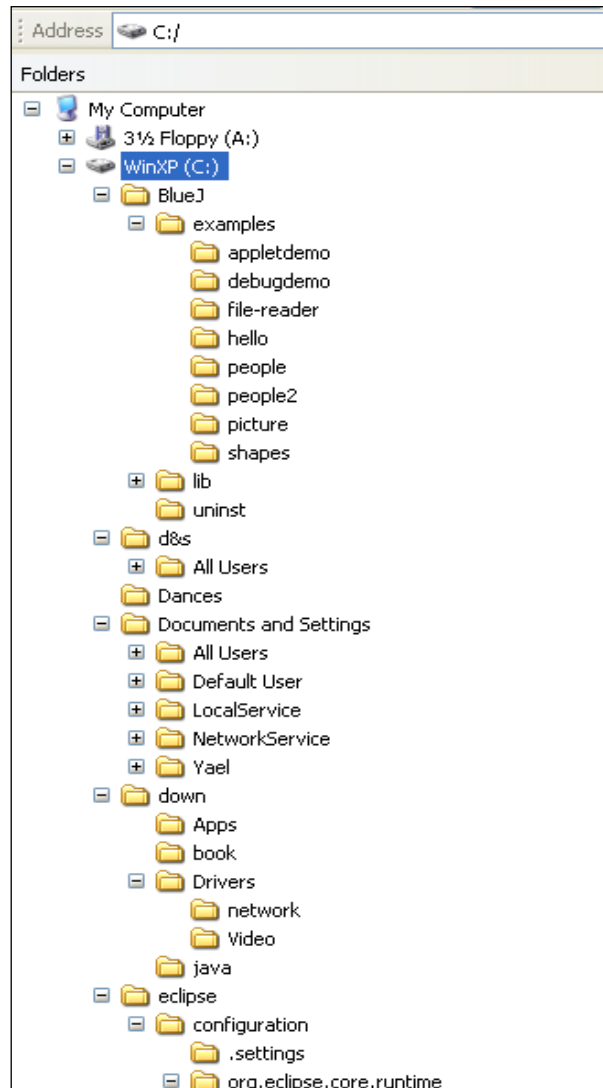 Address C:/
Folders
My Computer
3½ Floppy (A:)
WinXP (C:)
BlueJ
examples
appletdemo
debugdemo
file-reader
hello
people
people2
picture
shapes
lib
uninst
d&s
All Users
Dances
Documents and Settings
All Users
Default User
LocalService
NetworkService
Yael
down
Apps
book
Drivers
network
Video
java
eclipse
configuration
.settings
org.eclipse.core.runtime